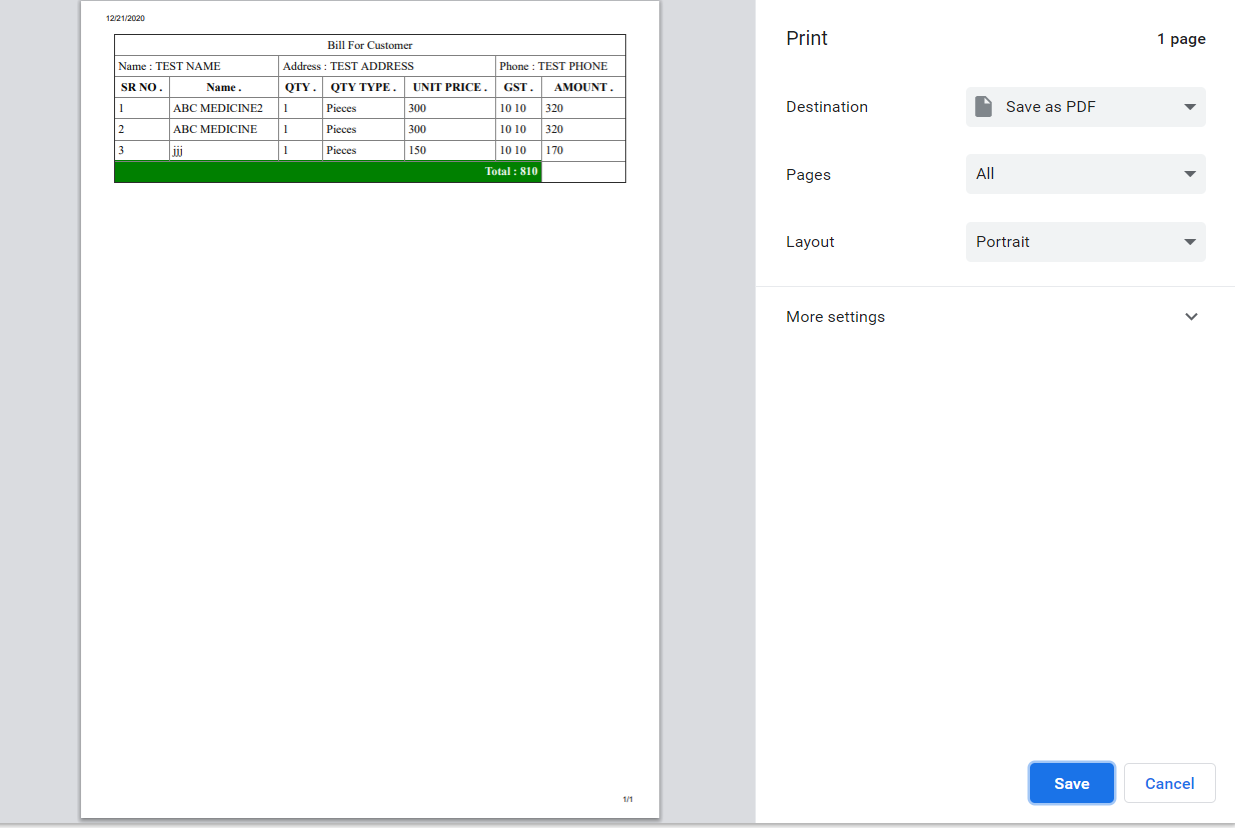 12/21/2020
Bill For Customer
Name : TEST NAME Address : TEST ADDRESS Phone : TEST PHONE
SR NO . Name . QTY . QTY TYPE . UNIT PRICE . GST . AMOUNT .
1 ABC MEDICINE2 1 Pieces 300 10 10 320
2 ABC MEDICINE 1 Pieces 300 10 10 320
3 jjj 1 Pieces 150 10 10 170
Total : 810
1/1
Print 1 page
Destination Save as PDF
Pages All
Layout Portrait
More settings
Save Cancel